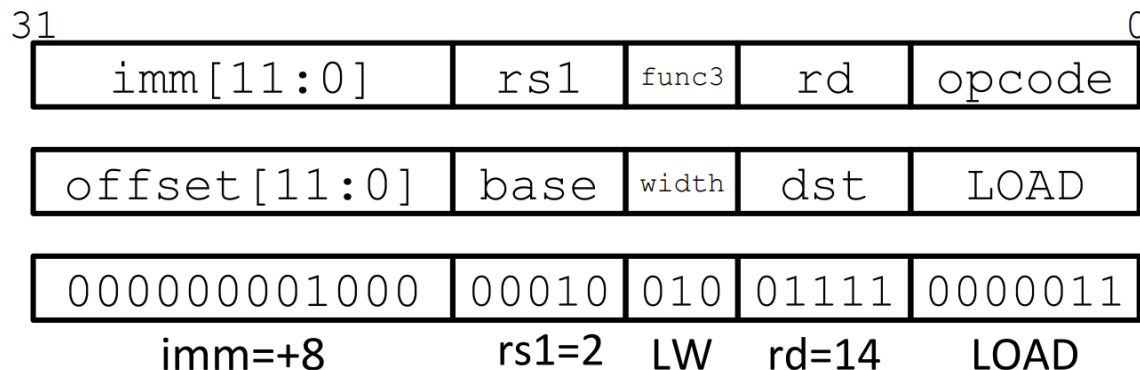 31 0
imm[11:0] rs1 func3 rd opcode
offset[11:0] base width dst LOAD
000000001000 00010 010 01111 0000011
imm=+8 rs1=2 LW rd=14 LOAD